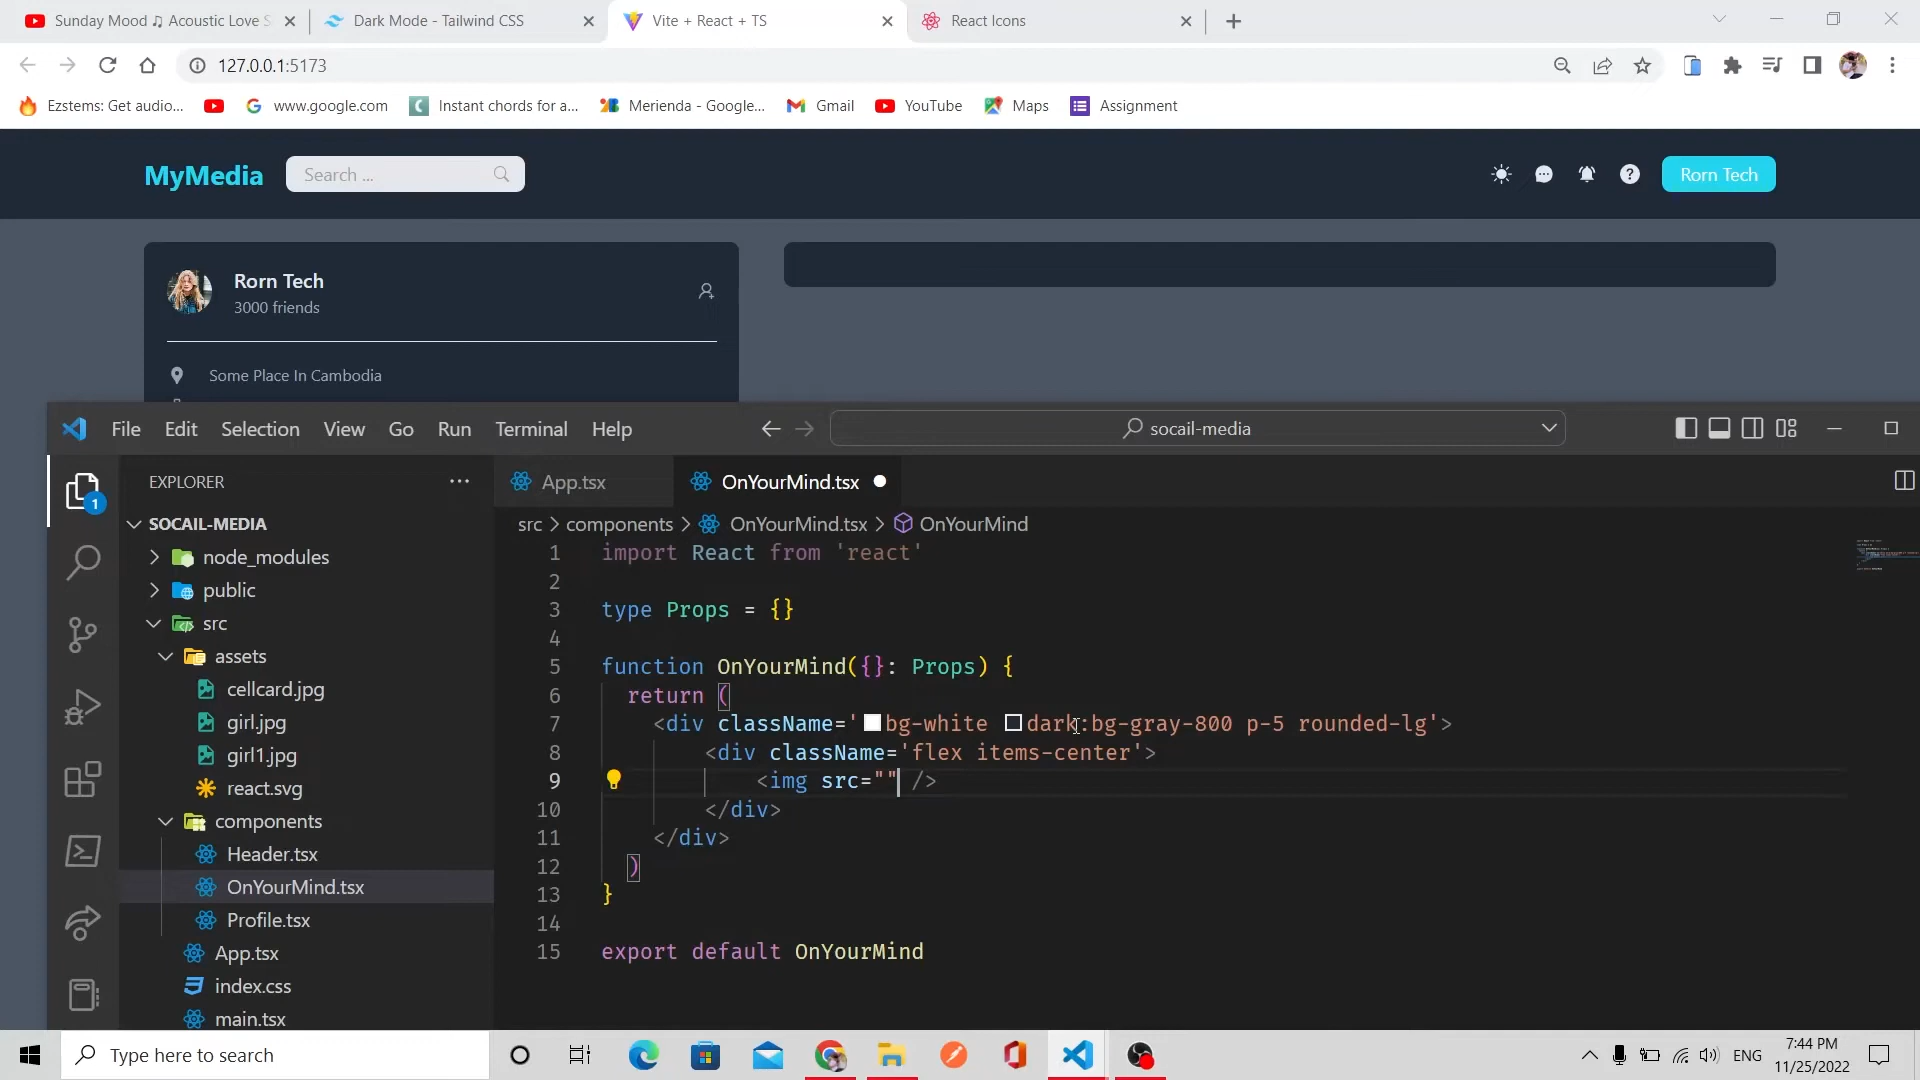 Sunday Mood ♫ Acoustic Love S
Dark Mode - Tailwind CSS
Vite + React + TS
React Icons
127.0.0.1:5173
Ezstems: Get audio...
www.google.com
Instant chords for a...
Merienda - Google...
Gmail
YouTube
Maps
Assignment
MyMedia
Search ...
Rorn Tech
Rorn Tech
3000 friends
Some Place In Cambodia
File Edit Selection View Go Run Terminal Help
socail-media
1
EXPLORER
App.tsx
OnYourMind.tsx
SOCAIL-MEDIA
node_modules
public
src
assets
cellcard.jpg
girl.jpg
girl1.jpg
react.svg
components
Header.tsx
OnYourMind.tsx
Profile.tsx
App.tsx
index.css
main.tsx
src > components > OnYourMind.tsx > OnYourMind
1 import React from 'react'
2
3 type Props = {}
4
5 function OnYourMind({}: Props) {
6 return (
7 <div className='bg-white dark:bg-gray-800 p-5 rounded-lg'>
8 <div className='flex items-center'>
9 <img src="" />
10 </div>
11 </div>
12 )
13 }
14
15 export default OnYourMind
Type here to search
ENG
7:44 PM
11/25/2022